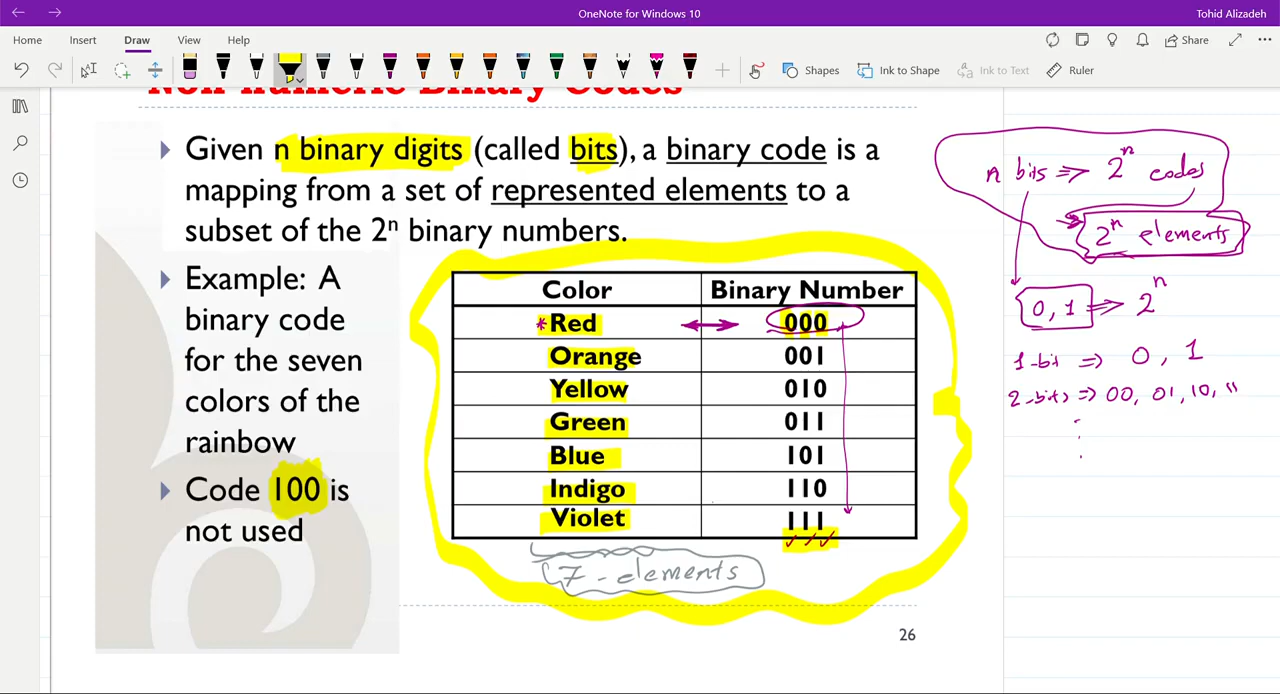 OneNote for Windows 10
Tohid Alizadeh
Home Insert Draw View Help
Shapes Ink to Shape Ink to Text Ruler Share
Non-numeric Binary Codes
Given n binary digits (called bits), a binary code is a
mapping from a set of represented elements to a
subset of the 2ⁿ binary numbers.
Example: A
binary code
for the seven
colors of the
rainbow
Code 100 is
not used
Color Binary Number
*Red 000
Orange 001
Yellow 010
Green 011
Blue 101
Indigo 110
Violet 111
7-elements
26
n bits ⇒ 2ⁿ codes
2ⁿ elements
0, 1 ⇒ 2ⁿ
1-bit ⇒ 0, 1
2-bits ⇒ 00, 01, 10, 11